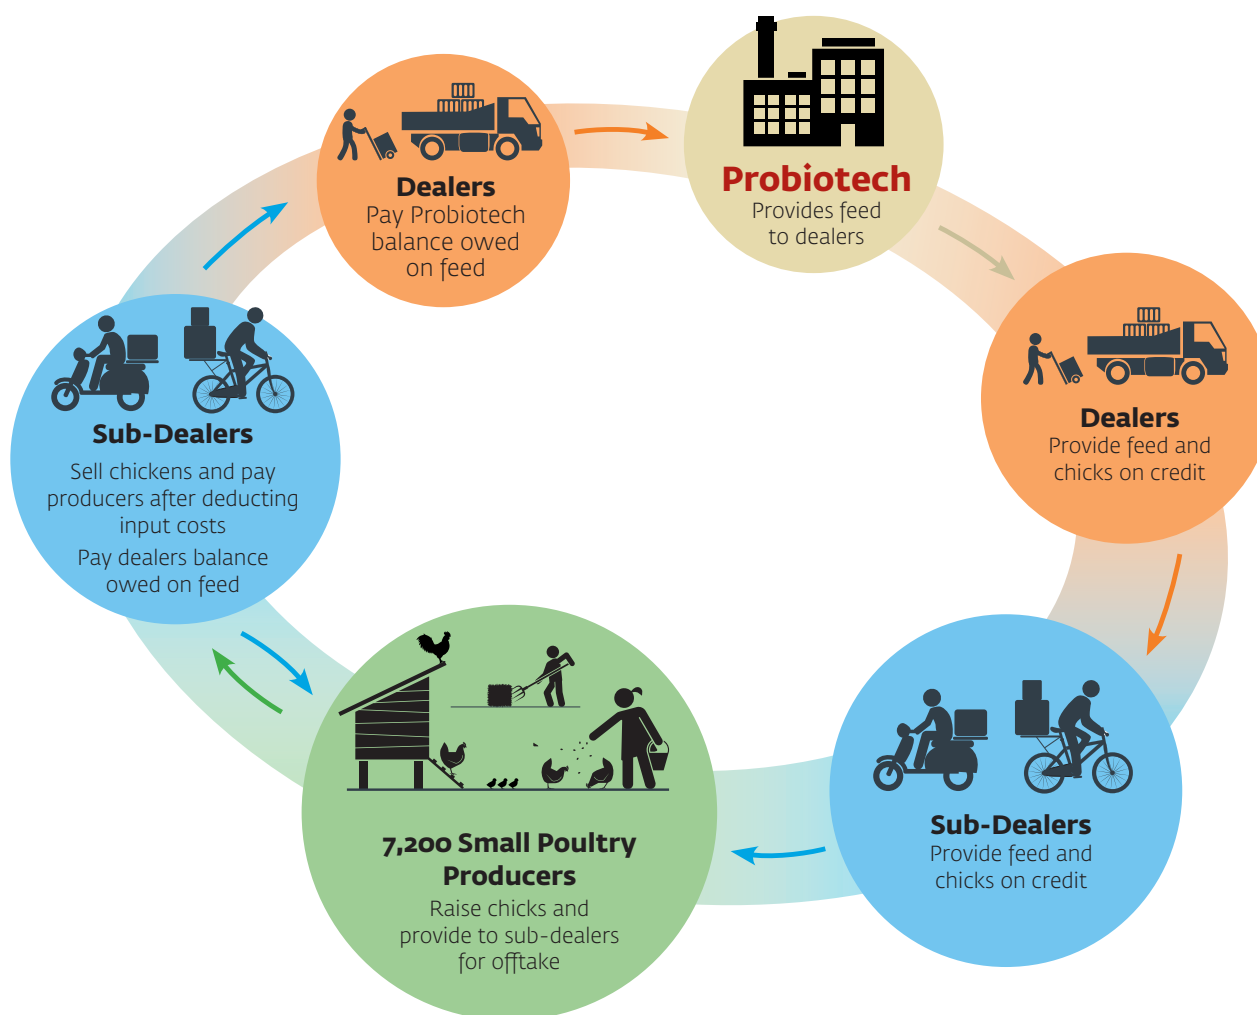 Probiotech
Provides feed
to dealers
Dealers
Provide feed and
chicks on credit
Sub-Dealers
Provide feed and
chicks on credit
7,200 Small Poultry
Producers
Raise chicks and
provide to sub-dealers
for offtake
Sub-Dealers
Sell chickens and pay
producers after deducting
input costs
Pay dealers balance
owed on feed
Dealers
Pay Probiotech
balance owed
on feed